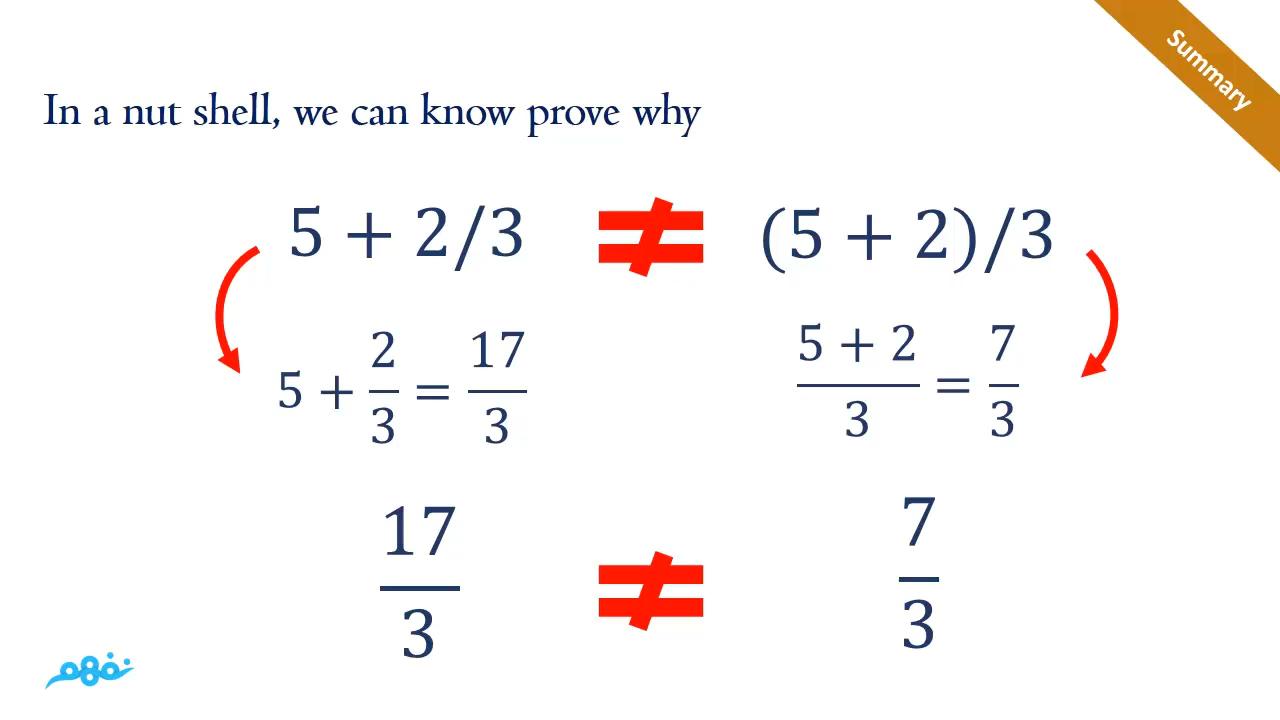 Summary
In a nut shell, we can know prove why
5 + 2/3 ≠ (5 + 2)/3
5 + 2/3 = 17/3
5 + 2/3 = 7/3
17/3 ≠ 7/3
نفهم